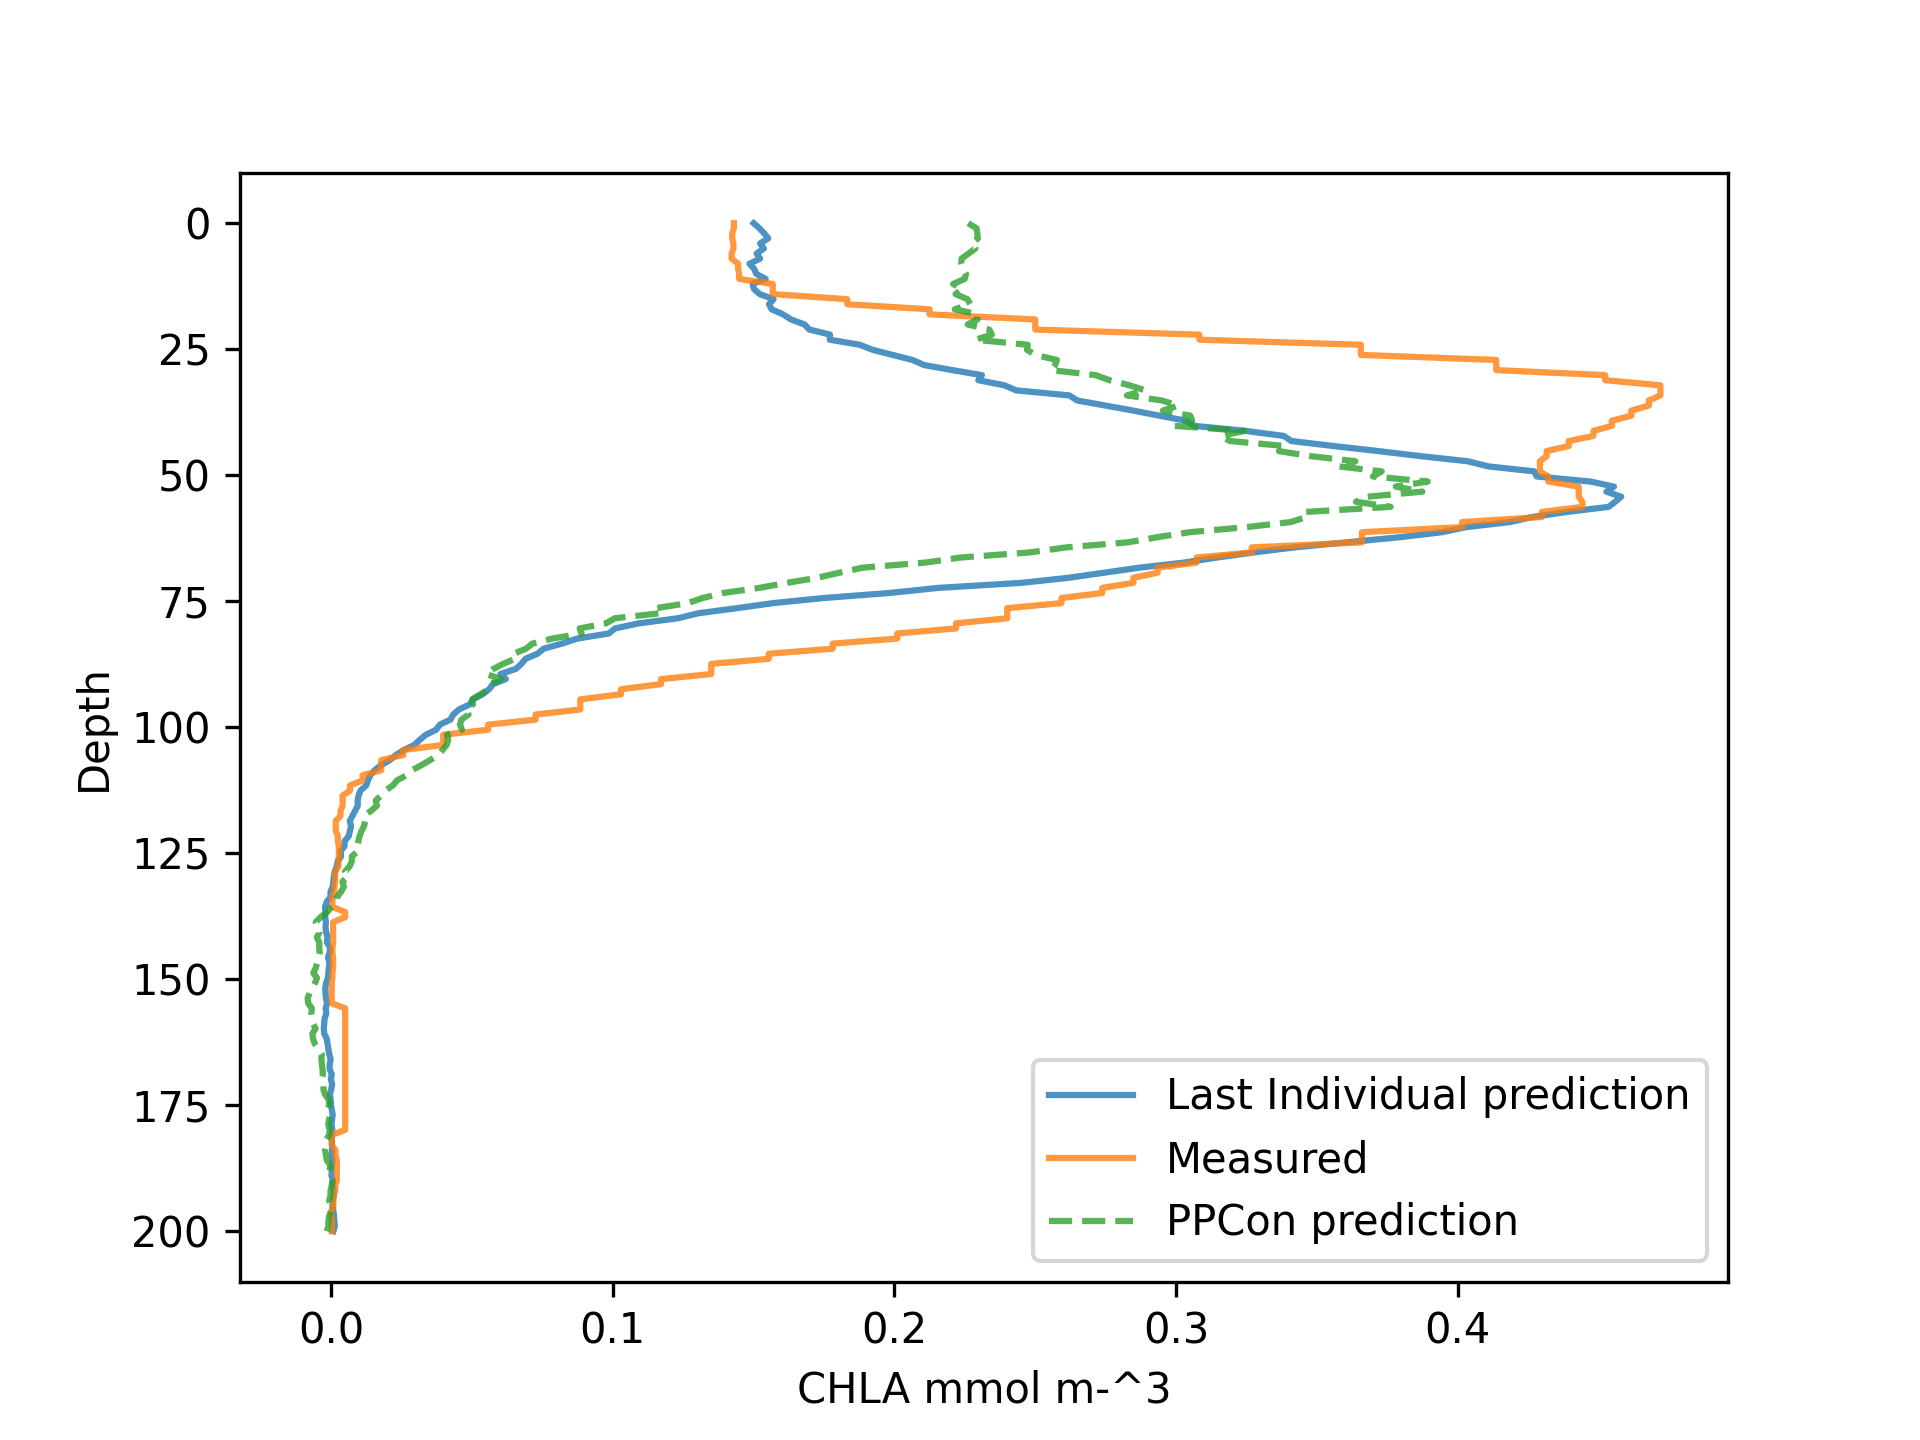 0
25
50
75
100
125
150
175
200
Depth
0.0 0.1 0.2 0.3 0.4
CHLA mmol m-^3
Last Individual prediction
Measured
PPCon prediction